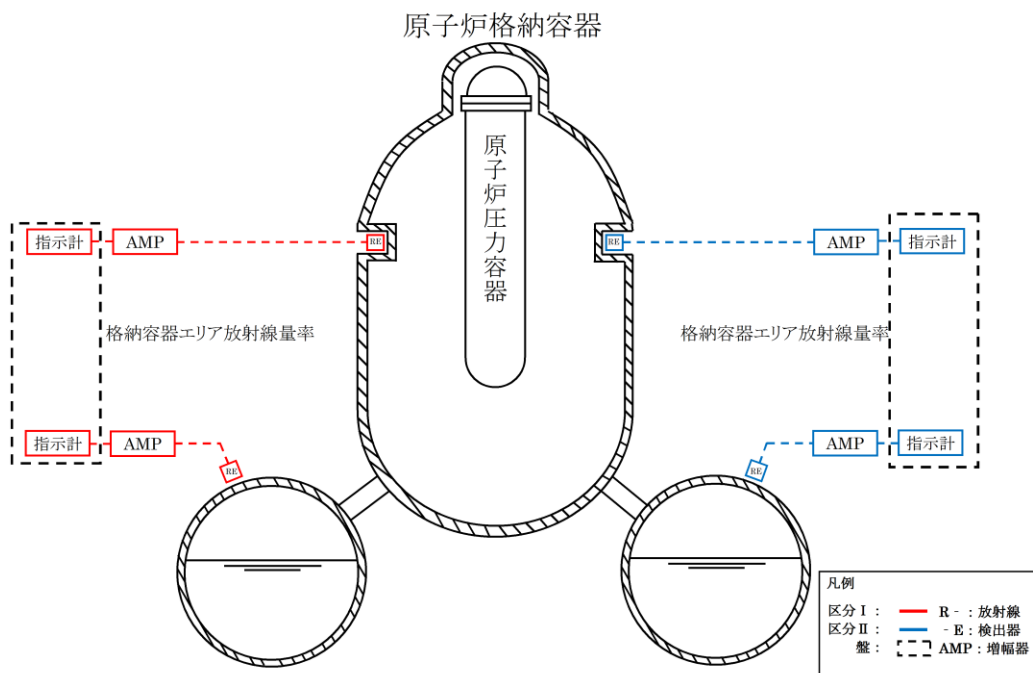 原子炉格納容器
原子炉圧力容器
指示計
AMP
RE
RE
AMP
指示計
格納容器エリア放射線量率
格納容器エリア放射線量率
指示計
AMP
RE
RE
AMP
指示計
凡例
区分Ⅰ： R - ：放射線
区分Ⅱ： - E：検出器
盤： AMP：増幅器